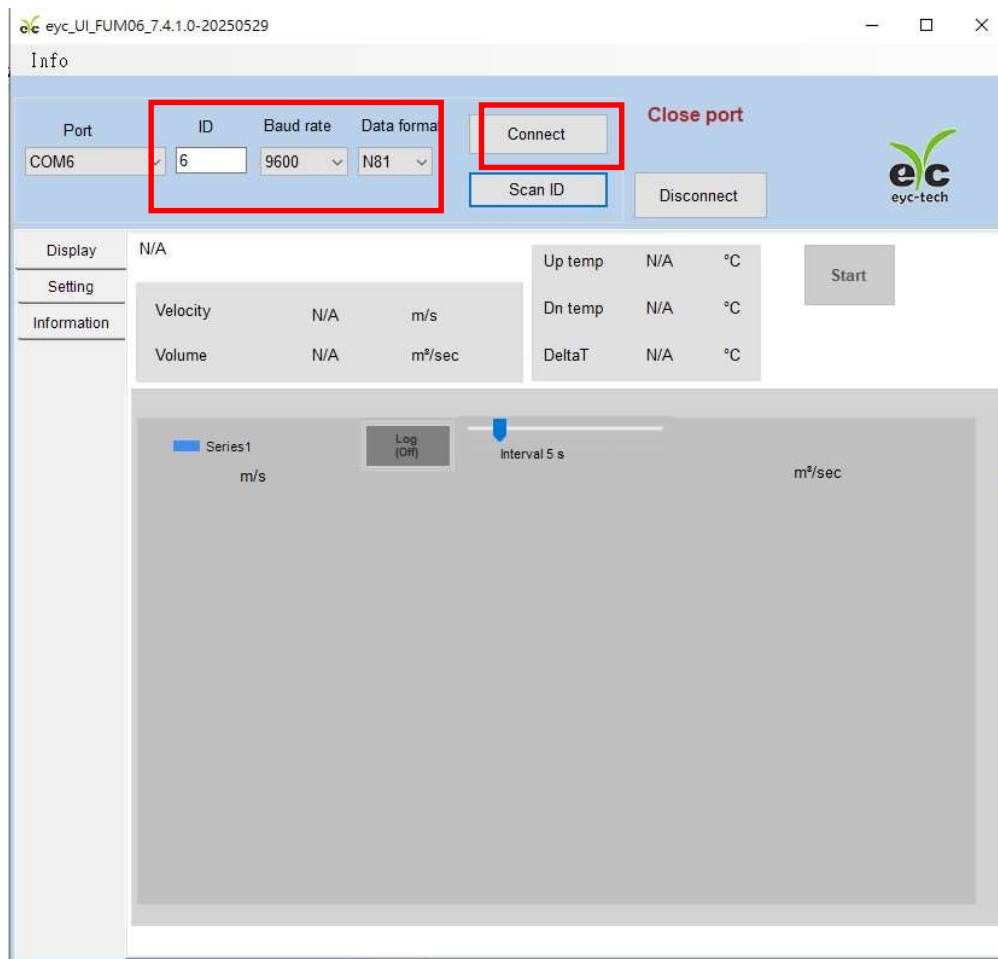 eyc_UI_FUM06_7.4.1.0-20250529
Info
Port ID Baud rate Data format
COM6 6 9600 N81
Connect
Scan ID
Close port
Disconnect
eyc
eyc-tech
Display
Setting
Information
N/A
Velocity N/A m/s
Volume N/A m³/sec
Up temp N/A °C
Dn temp N/A °C
DeltaT N/A °C
Start
Series1
Log
(Off)
Interval 5 s
m/s
m³/sec